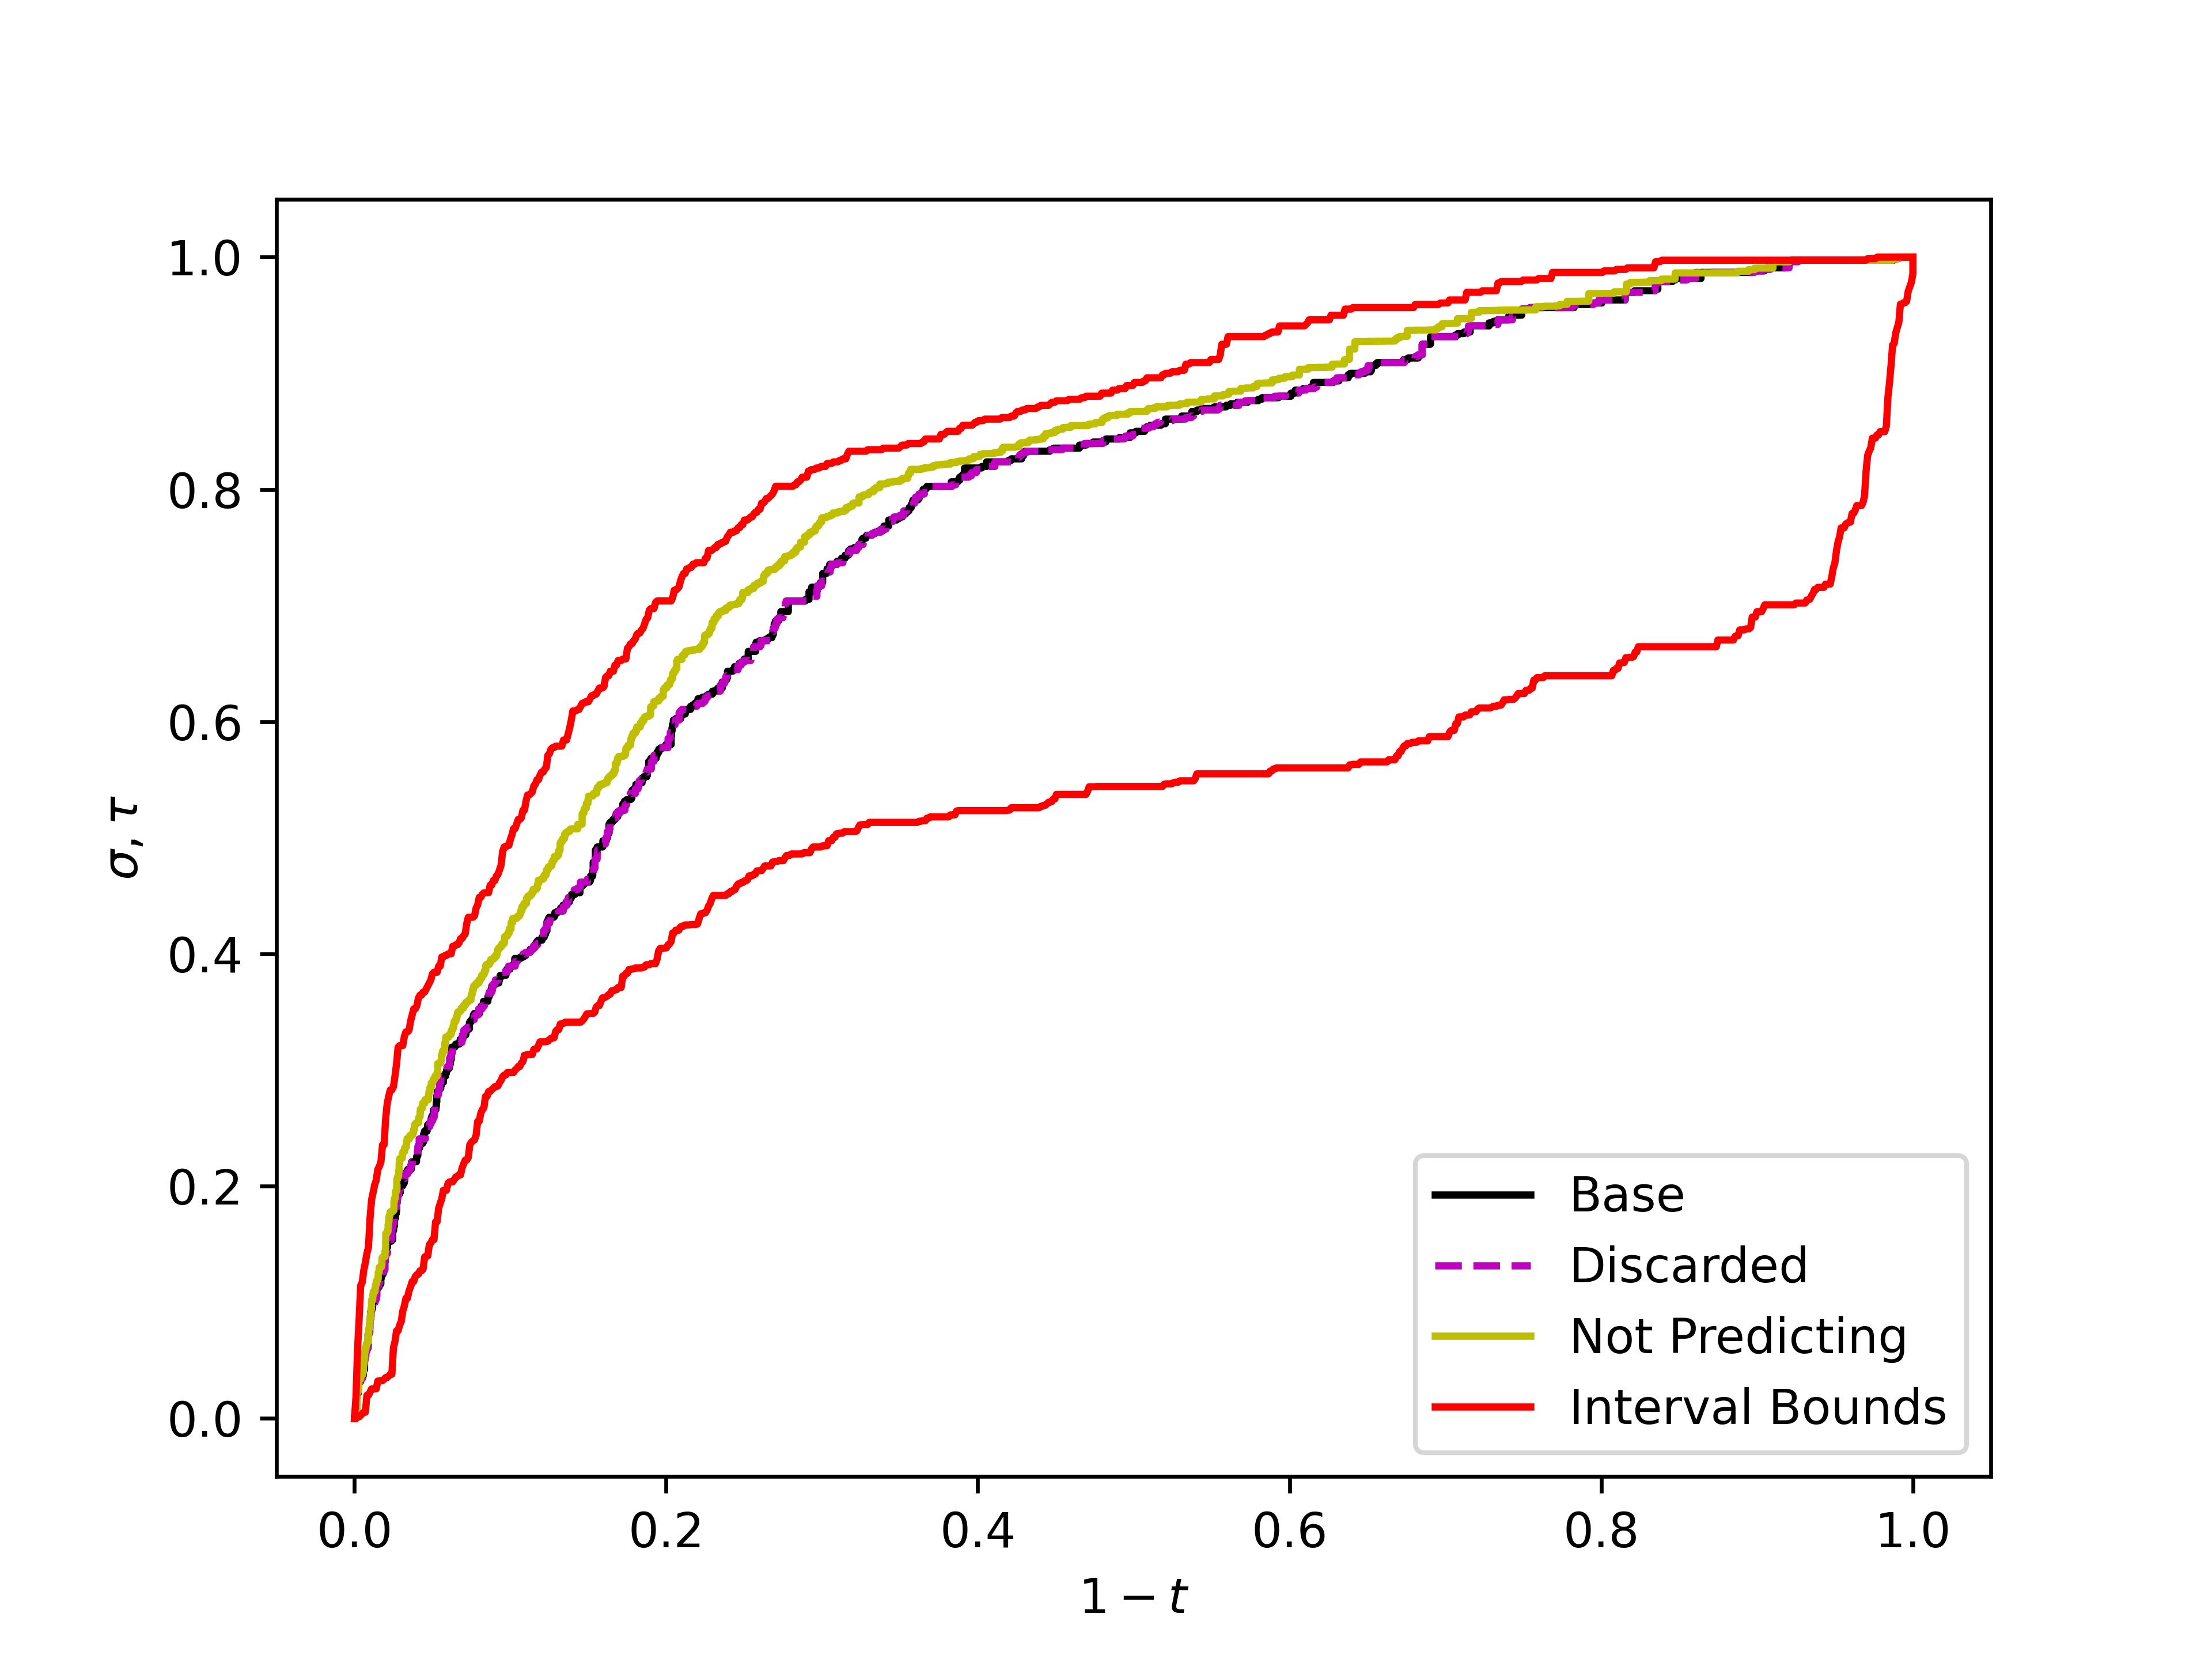 1.0
0.8
0.6
0.4
0.2
0.0
σ, τ
0.0 0.2 0.4 0.6 0.8 1.0
1 − t
Base
Discarded
Not Predicting
Interval Bounds